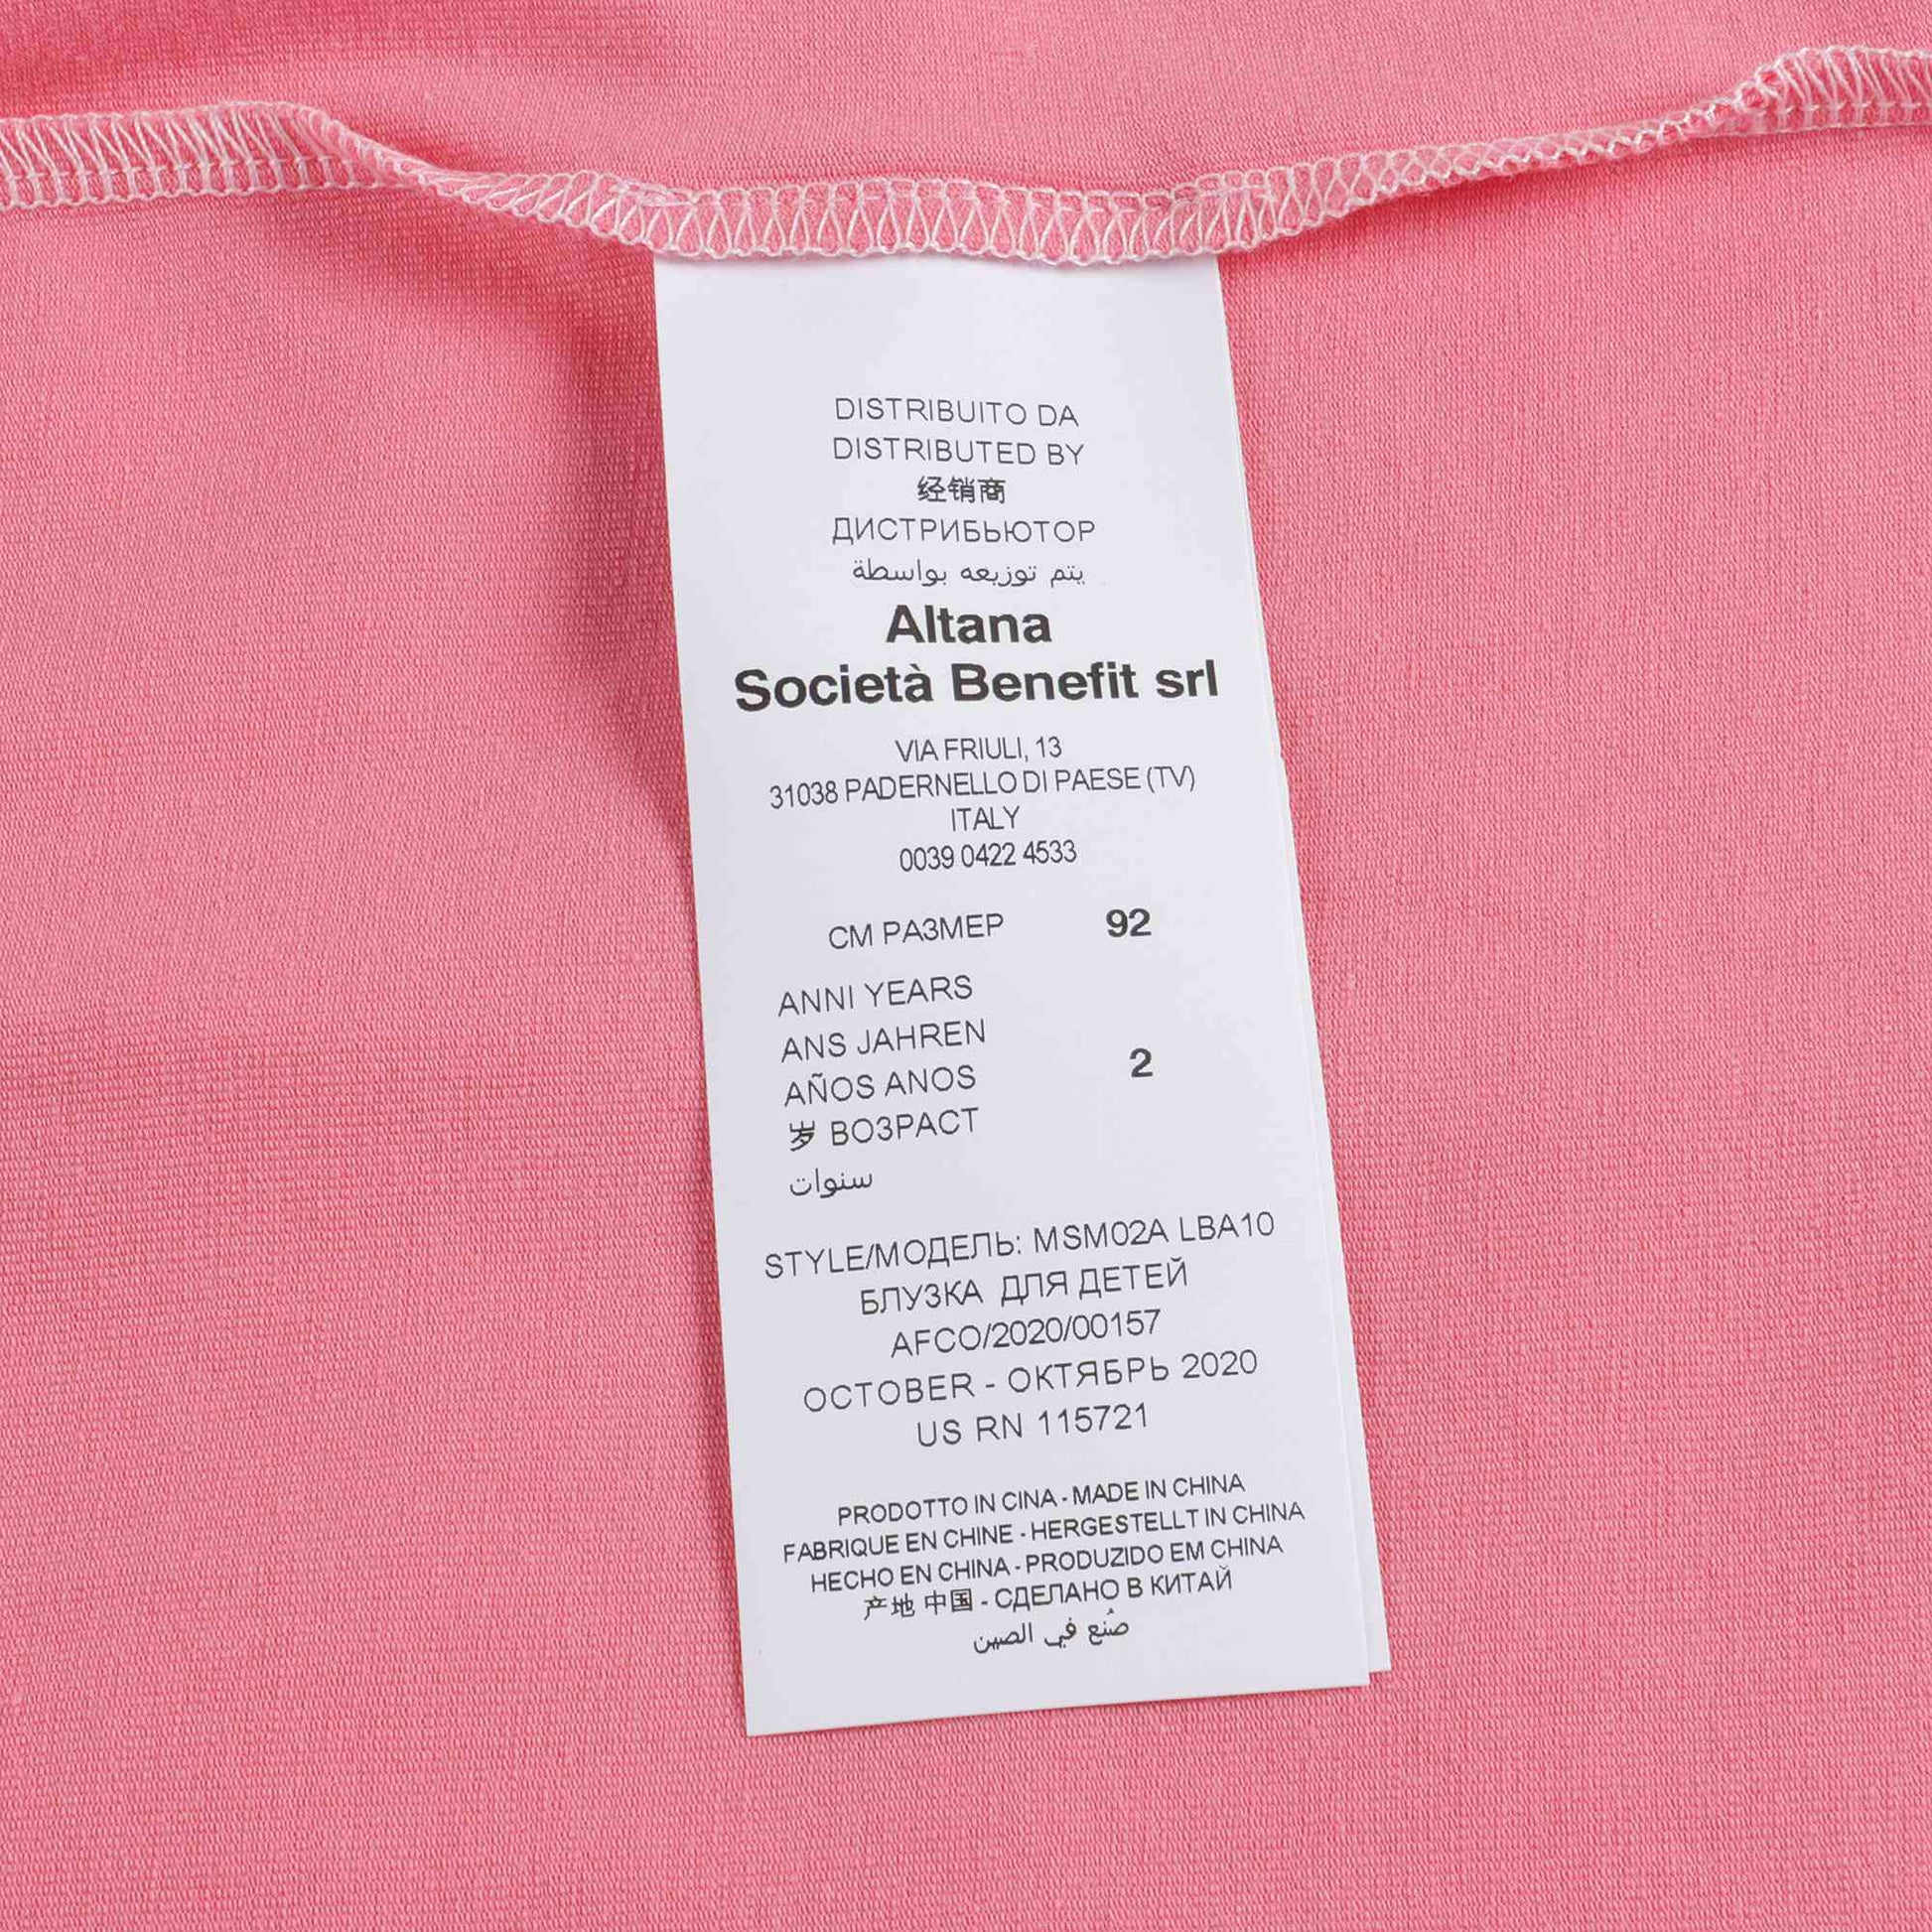 DISTRIBUITO DA
DISTRIBUTED BY
经销商
ДИСТРИБЬЮТОР
يتم توزيعه بواسطة
Altana
Società Benefit srl
VIA FRIULI, 13
31038 PADERNELLO DI PAESE (TV)
ITALY
0039 0422 4533
СМ РАЗМЕР 92
ANNI YEARS
ANS JAHREN
AÑOS ANOS 2
岁 ВОЗРАСТ
سنوات
STYLE/МОДЕЛЬ: MSM02A LBA10
БЛУЗКА ДЛЯ ДЕТЕЙ
AFCO/2020/00157
OCTOBER - ОКТЯБРЬ 2020
US RN 115721
PRODOTTO IN CINA - MADE IN CHINA
FABRIQUE EN CHINE - HERGESTELLT IN CHINA
HECHO EN CHINA - PRODUZIDO EM CHINA
产地 中国 - СДЕЛАНО В КИТАЙ
صُنع في الصين